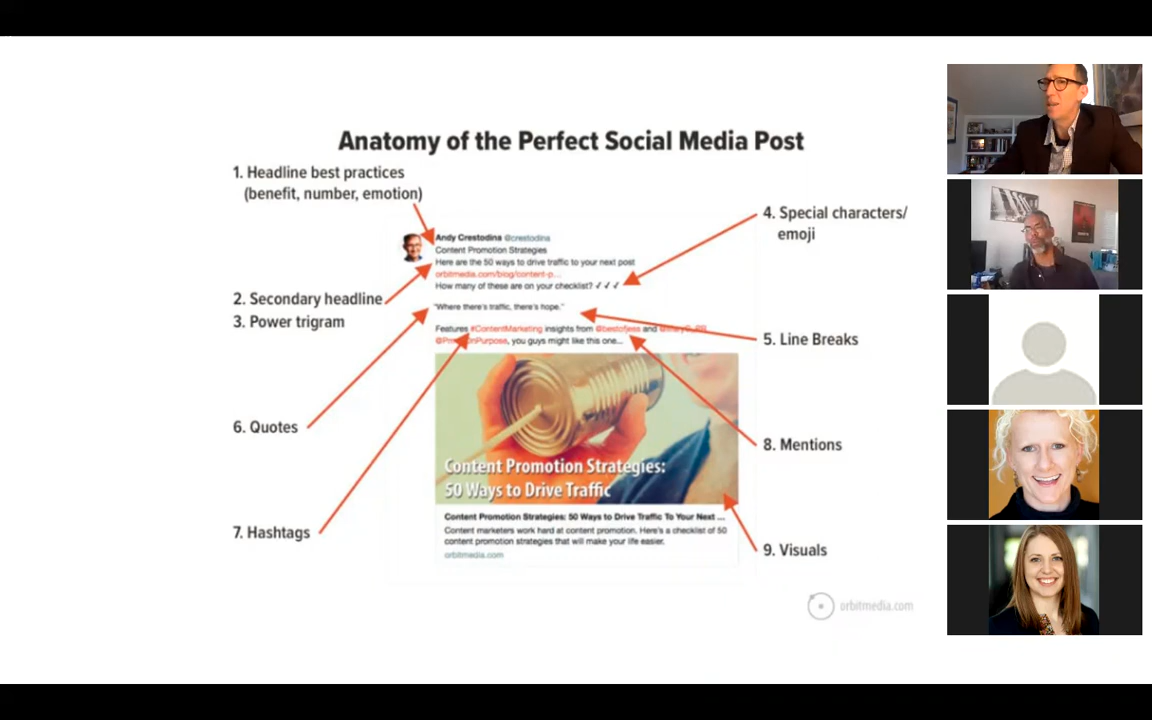 Anatomy of the Perfect Social Media Post
1. Headline best practices
(benefit, number, emotion)
2. Secondary headline
3. Power trigram
6. Quotes
7. Hashtags
Andy Crestodina @crestodina
Content Promotion Strategies
Here are the 50 ways to drive traffic to your next post
orbitmedia.com/blog/content-p...
How many of these are on your checklist? ✓ ✓ ✓
"Where there's traffic, there's hope."
Features #ContentMarketing insights from @bestofjess and
you guys might like this one...
Content Promotion Strategies:
50 Ways to Drive Traffic
Content Promotion Strategies: 50 Ways to Drive Traffic To Your Next ...
Content marketers work hard at content promotion. Here's a checklist of 50
content promotion strategies that will make your life easier.
orbitmedia.com
4. Special characters/
emoji
5. Line Breaks
8. Mentions
9. Visuals
orbitmedia.com